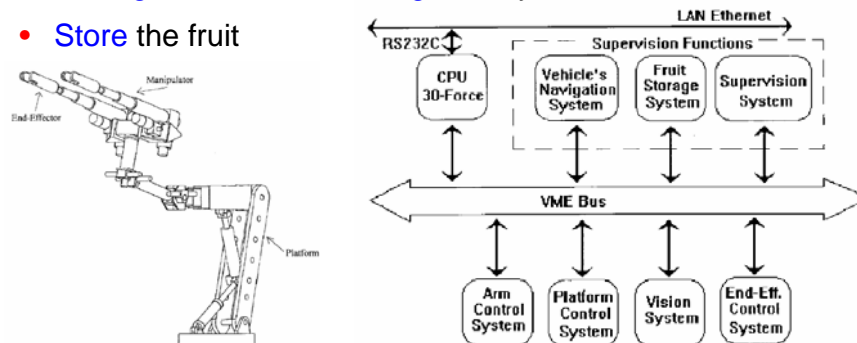 • Store the fruit
Manipulator
End-Effector
Platform
LAN Ethernet
RS232C
Supervision Functions
CPU
30-Force
Vehicle's
Navigation
System
Fruit
Storage
System
Supervision
System
VME Bus
Arm
Control
System
Platform
Control
System
Vision
System
End-Eff.
Control
System